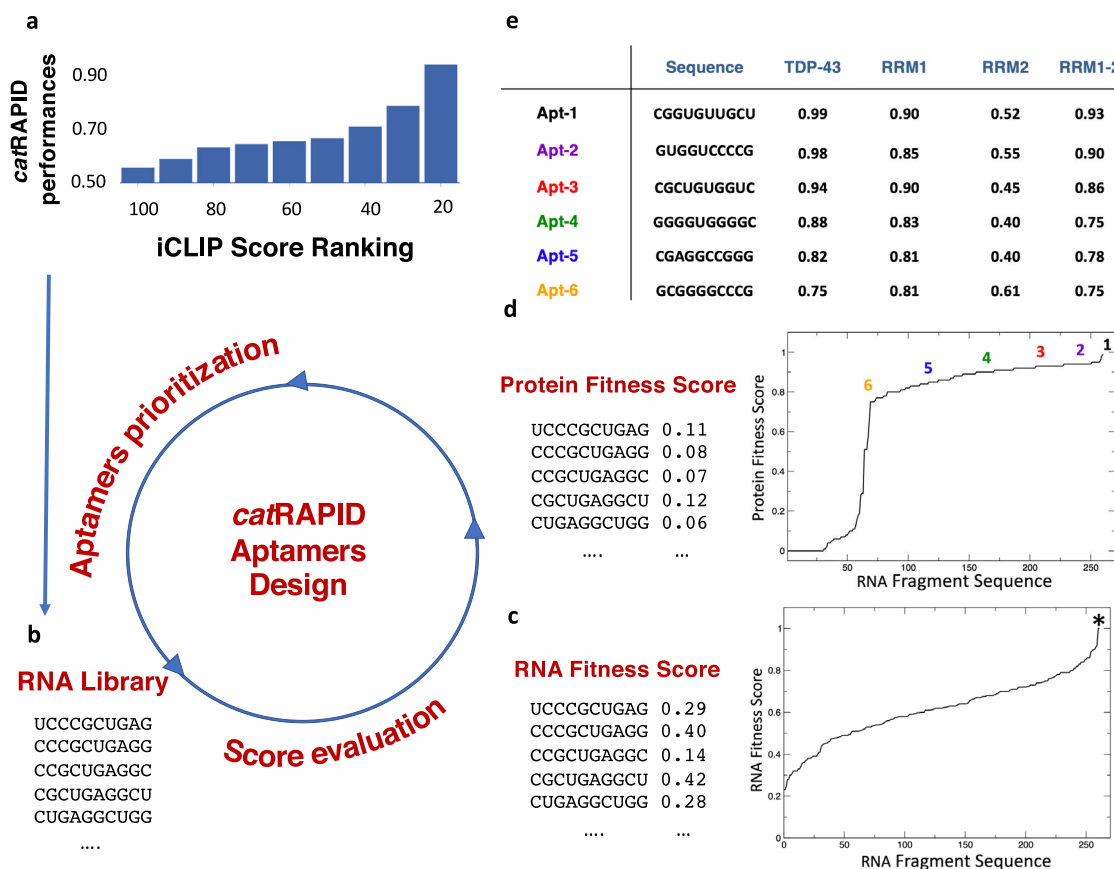 a
catRAPID
performances
0.90
0.70
0.50
100
80
60
40
20
iCLIP Score Ranking
Aptamers prioritization
catRAPID
Aptamers
Design
Score evaluation
b
RNA Library
UCCCGCUGAG
CCCGCUGAGG
CCGCUGAGGC
CGCUGAGGCU
CUGAGGCUGG
....
e
Sequence TDP-43 RRM1 RRM2 RRM1-2
Apt-1 CGGUGUUGCU 0.99 0.90 0.52 0.93
Apt-2 GUGGUCCCCG 0.98 0.85 0.55 0.90
Apt-3 CGCUGUGGUC 0.94 0.90 0.45 0.86
Apt-4 GGGGUGGGGC 0.88 0.83 0.40 0.75
Apt-5 CGAGGCCGGG 0.82 0.81 0.40 0.78
Apt-6 GCGGGGCCCG 0.75 0.81 0.61 0.75
d
Protein Fitness Score
UCCCGCUGAG 0.11
CCCGCUGAGG 0.08
CCGCUGAGGC 0.07
CGCUGAGGCU 0.12
CUGAGGCUGG 0.06
.... ...
Protein Fitness Score
1
0.8
0.6
0.4
0.2
0
6
5
4
3
2
1
50
100
150
200
250
RNA Fragment Sequence
c
RNA Fitness Score
UCCCGCUGAG 0.29
CCCGCUGAGG 0.40
CCGCUGAGGC 0.14
CGCUGAGGCU 0.42
CUGAGGCUGG 0.28
.... ...
RNA Fitness Score
1
0.8
0.6
0.4
0.2
0
*
0
50
100
150
200
250
RNA Fragment Sequence